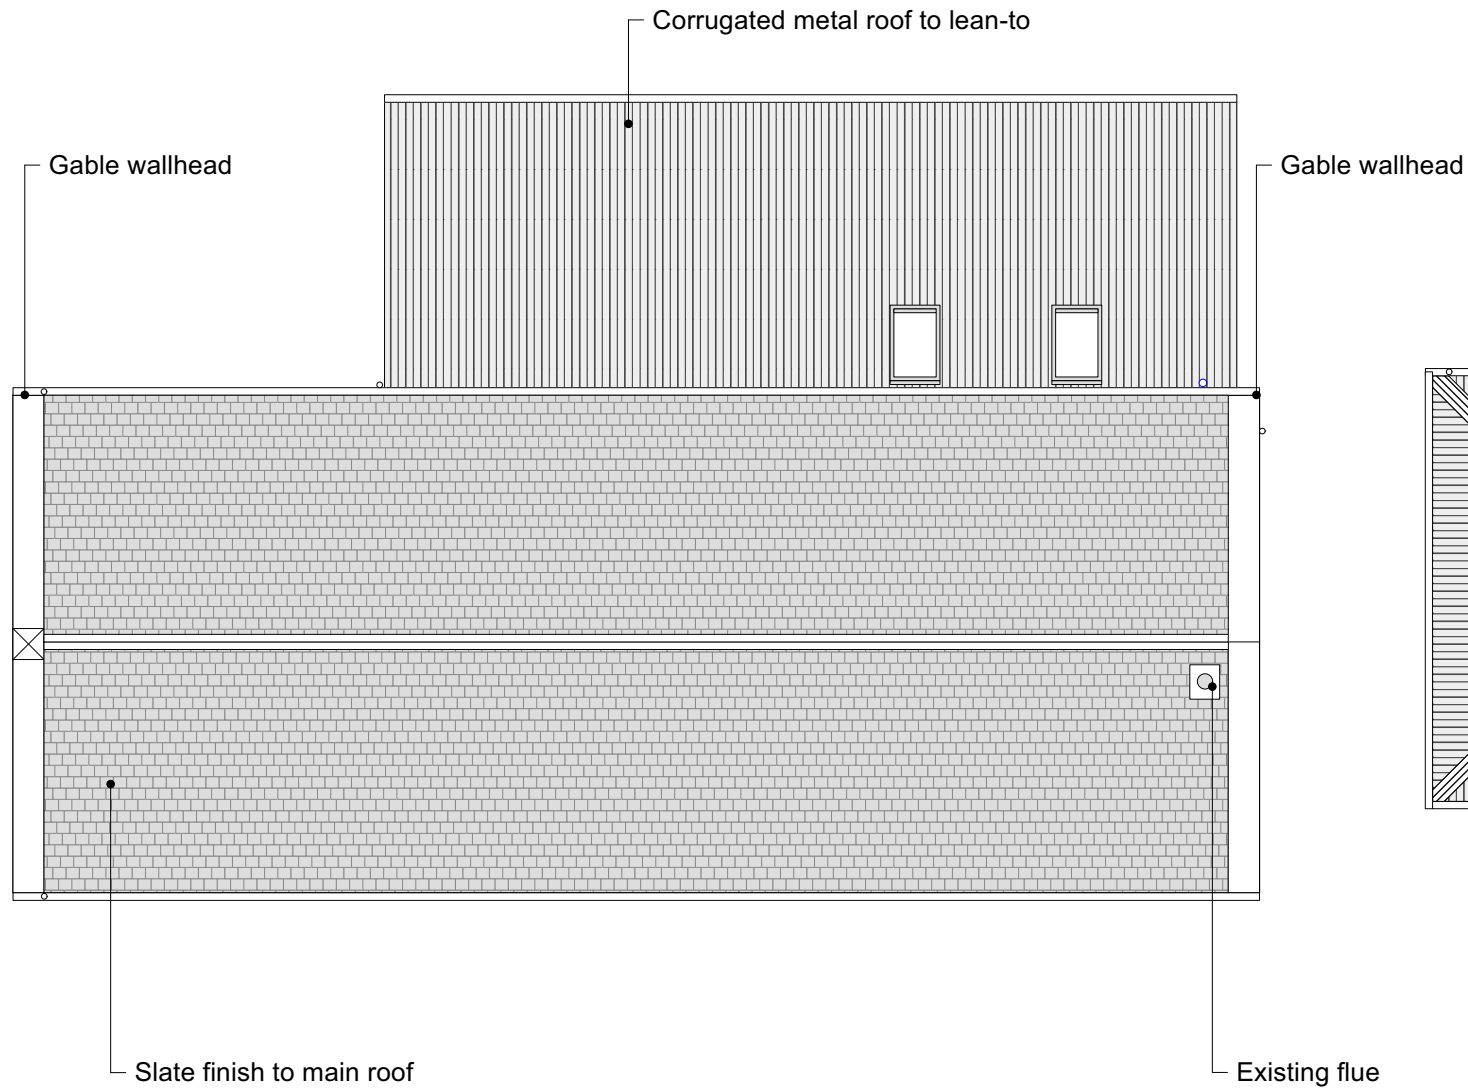 Corrugated metal roof to lean-to
Gable wallhead
Gable wallhead
Slate finish to main roof
Existing flue